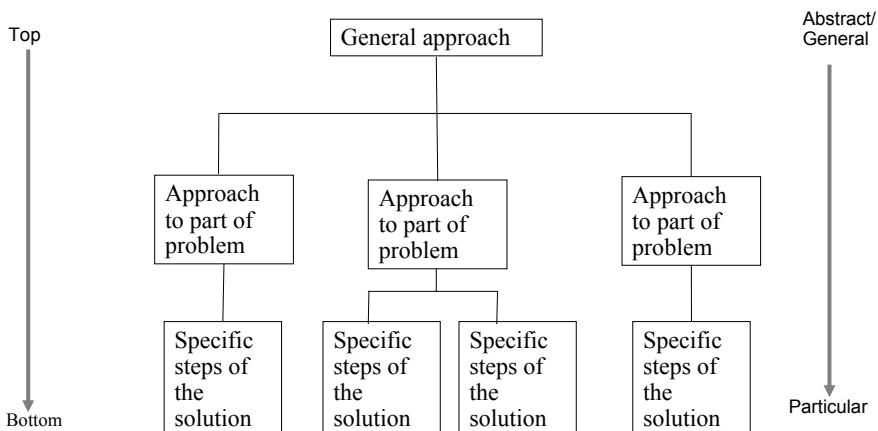 Top
General approach
Abstract/
General
Approach
to part of
problem
Approach
to part of
problem
Approach
to part of
problem
Specific
steps of
the
solution
Specific
steps of
the
solution
Specific
steps of
the
solution
Specific
steps of
the
solution
Bottom
Particular